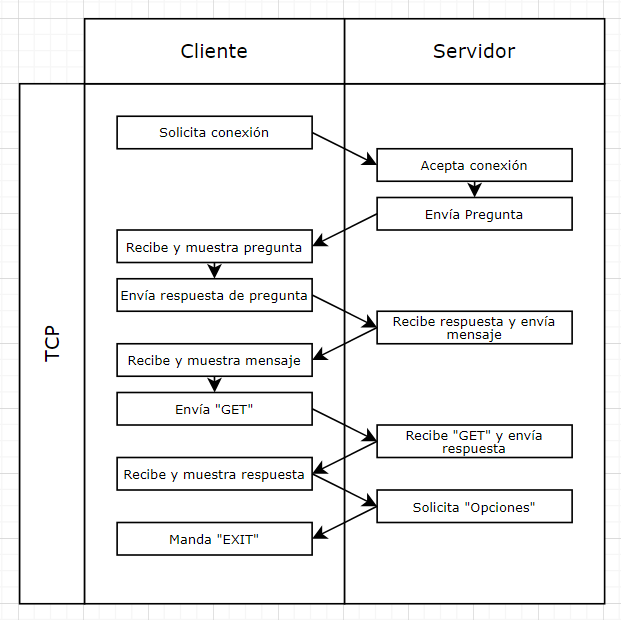 Cliente
Servidor
TCP
Solicita conexión
Acepta conexión
Envía Pregunta
Recibe y muestra pregunta
Envía respuesta de pregunta
Recibe respuesta y envía
mensaje
Recibe y muestra mensaje
Envía "GET"
Recibe "GET" y envía
respuesta
Recibe y muestra respuesta
Solicita "Opciones"
Manda "EXIT"